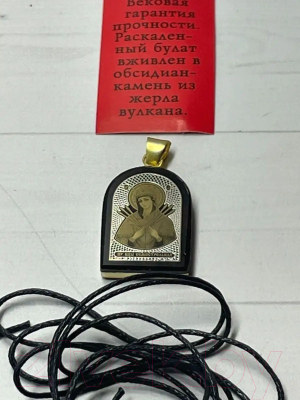 вековая
гарантия
прочности.
Раскален-
ный булат
вживлен в
обсидиан-
камень из
жерла
вулкана.